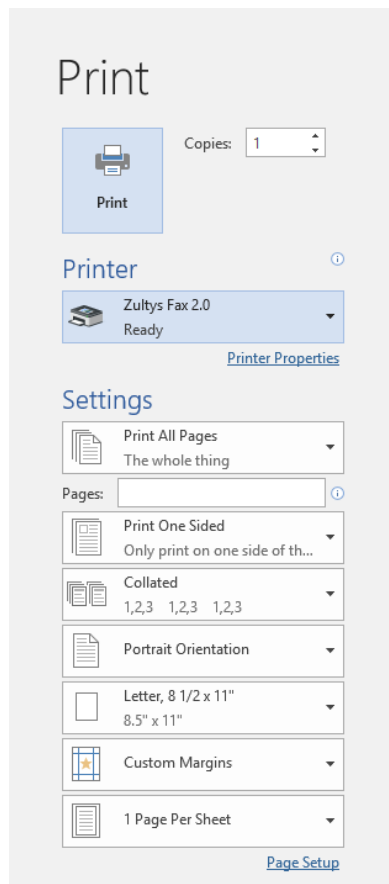 Print
Copies: 1
Print
Printer
Zultys Fax 2.0
Ready
Printer Properties
Settings
Print All Pages
The whole thing
Pages:
Print One Sided
Only print on one side of th...
Collated
1,2,3 1,2,3 1,2,3
Portrait Orientation
Letter, 8 1/2 x 11"
8.5" x 11"
Custom Margins
1 Page Per Sheet
Page Setup